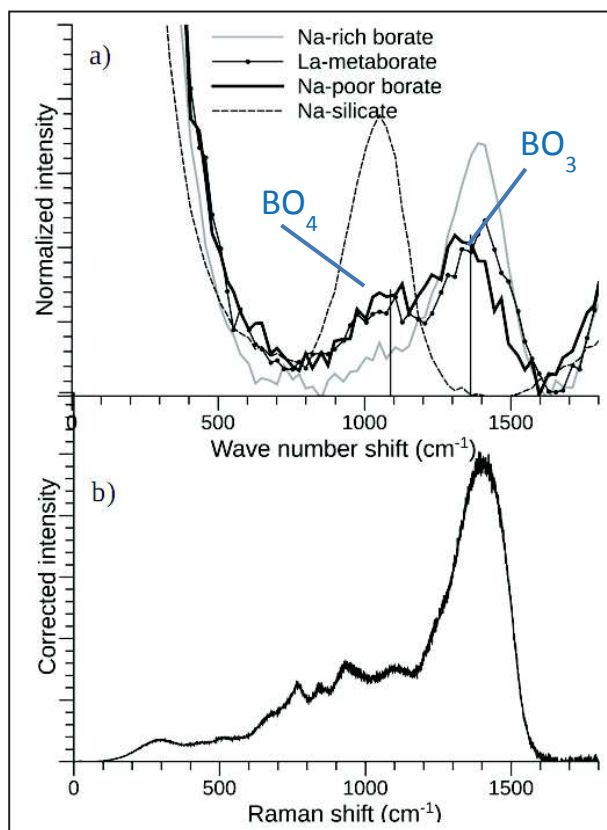 a)
Na-rich borate
La-metaborate
Na-poor borate
Na-silicate
BO3
BO4
Normalized intensity
0 500 1000 1500
Wave number shift (cm-1)
b)
Corrected intensity
0 500 1000 1500
Raman shift (cm-1)